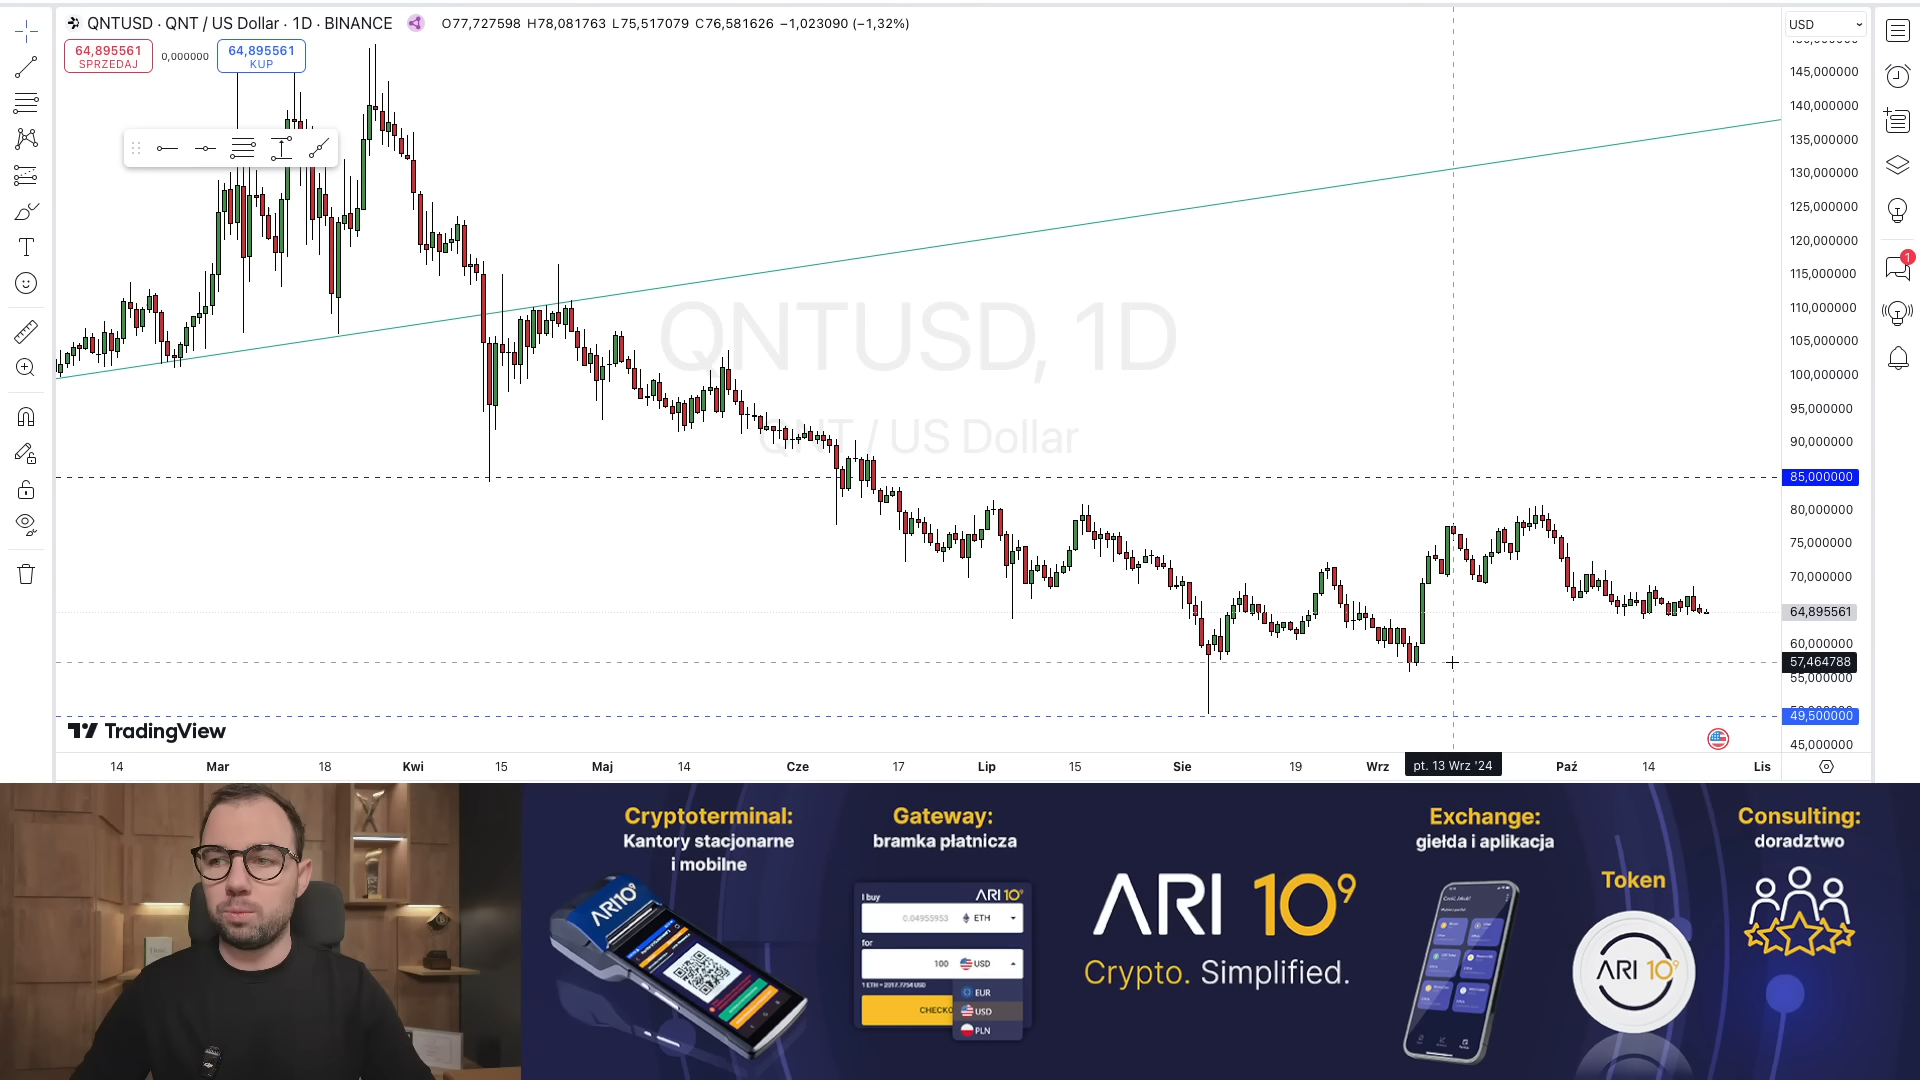 QNTUSD · QNT / US Dollar · 1D · BINANCE
O77,727598 H78,081763 L75,517079 C76,581626 −1,023090 (−1,32%)
USD
64,895561
SPRZEDAJ
0,000000
64,895561
KUP
145,000000
140,000000
135,000000
130,000000
125,000000
120,000000
115,000000
110,000000
105,000000
100,000000
95,000000
90,000000
85,000000
80,000000
75,000000
70,000000
64,895561
60,000000
57,464788
55,000000
49,500000
45,000000
1
QNTUSD, 1D
QNT / US Dollar
TradingView
14
Mar
18
Kwi
15
Maj
14
Cze
17
Lip
15
Sie
19
Wrz
pt. 13 Wrz '24
Paź
14
Lis
Cryptoterminal:
Kantory stacjonarne
i mobilne
ARI10
Gateway:
bramka płatnicza
ARI 10⁹
I buy
0.04955953 ETH
for
100 USD
EUR
USD
PLN
ARI 10⁹
Crypto. Simplified.
Exchange:
giełda i aplikacja
Token
ARI 10⁹
Consulting:
doradztwo